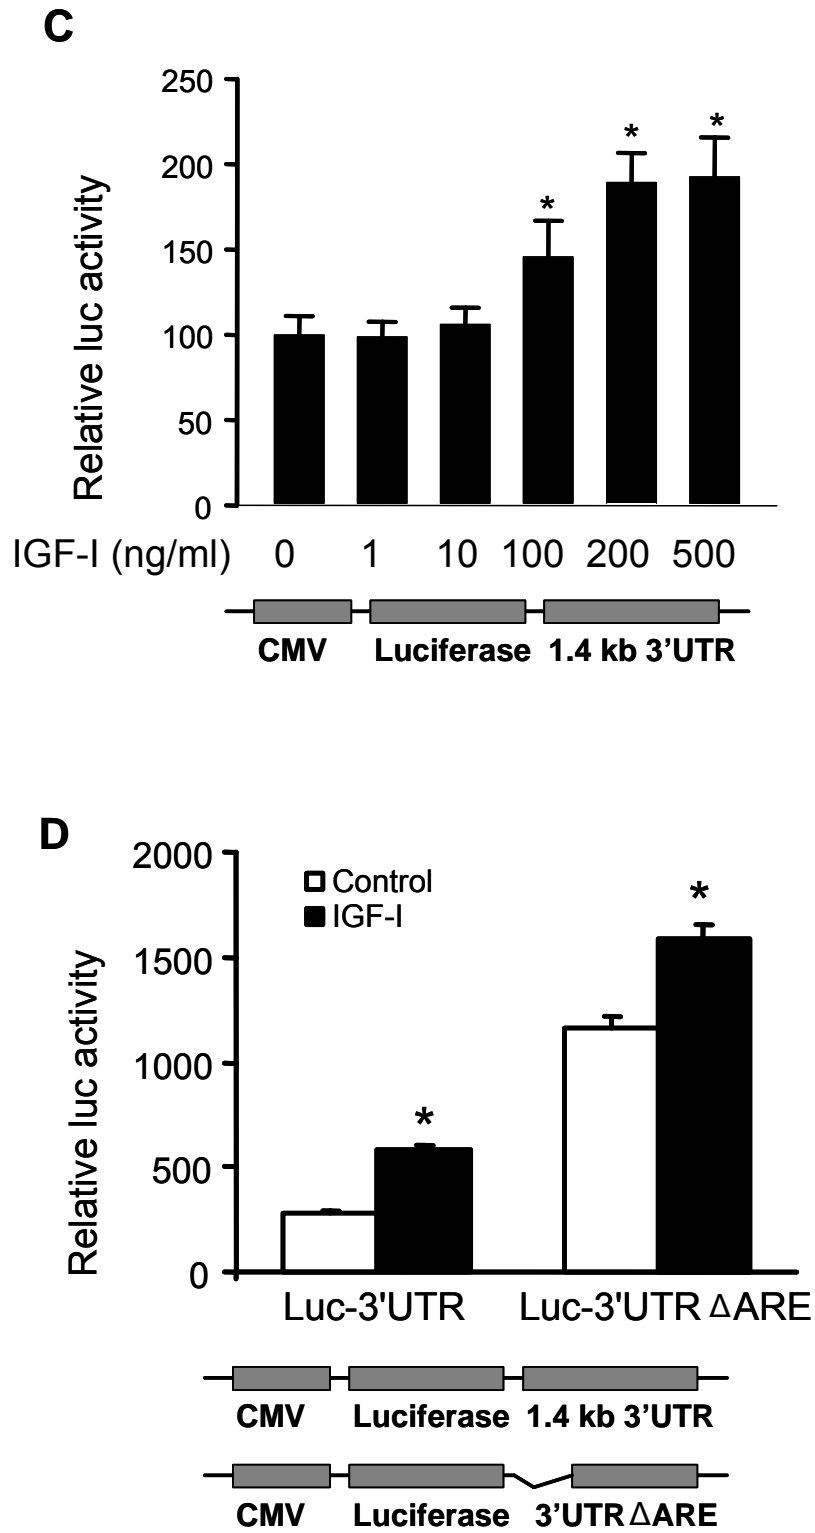 C
250
200
150
100
50
0
Relative luc activity
* * *
IGF-I (ng/ml) 0 1 10 100 200 500
CMV Luciferase 1.4 kb 3’UTR
D
2000
1500
1000
500
0
Relative luc activity
Control
IGF-I
* *
Luc-3'UTR Luc-3'UTR ΔARE
CMV Luciferase 1.4 kb 3’UTR
CMV Luciferase 3’UTR ΔARE